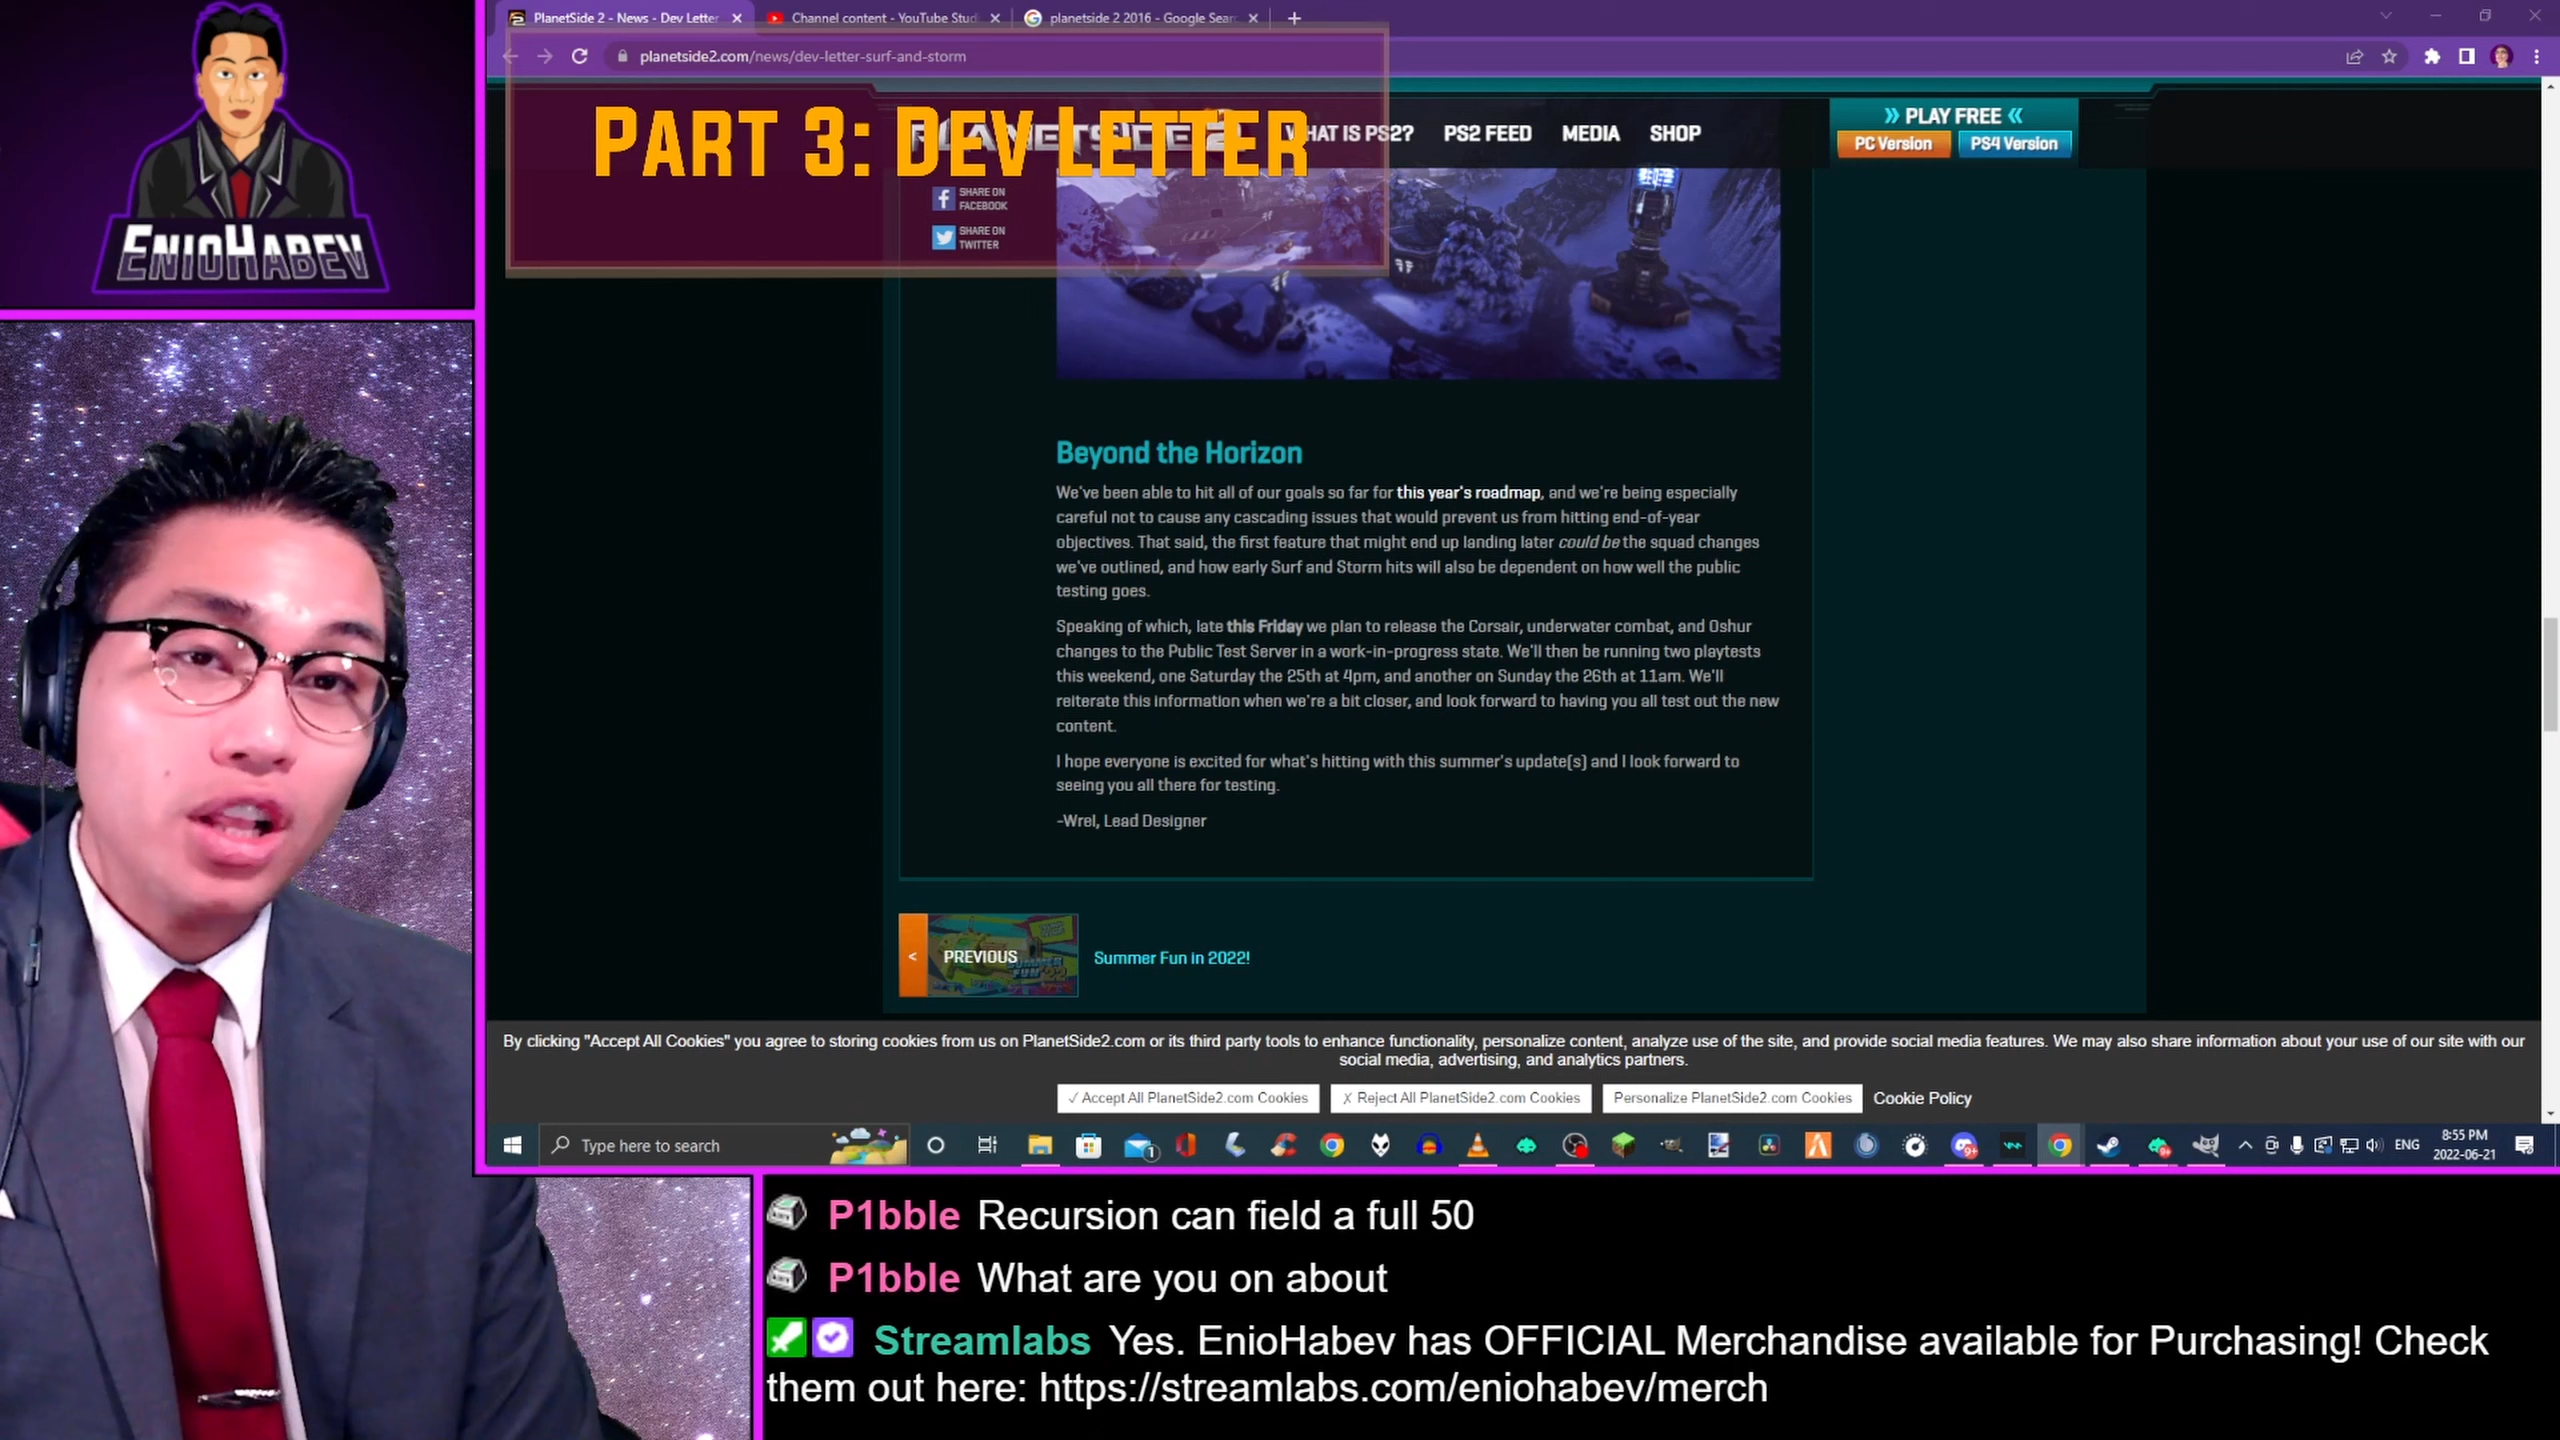 PlanetSide 2 - News - Dev Letter
Channel content - YouTube Stud
planetside 2 2016 - Google Sear
planetside2.com/news/dev-letter-surf-and-storm
PART 3: DEV LETTER
PLANETSIDE 2
WHAT IS PS2?
PS2 FEED
MEDIA
SHOP
PLAY FREE
PC Version
PS4 Version
SHARE ON
FACEBOOK
SHARE ON
TWITTER
ENIOHABEV
Beyond the Horizon
We've been able to hit all of our goals so far for this year's roadmap, and we're being especially
careful not to cause any cascading issues that would prevent us from hitting end-of-year
objectives. That said, the first feature that might end up landing later could be the squad changes
we've outlined, and how early Surf and Storm hits will also be dependent on how well the public
testing goes.
Speaking of which, late this Friday we plan to release the Corsair, underwater combat, and Oshur
changes to the Public Test Server in a work-in-progress state. We'll then be running two playtests
this weekend, one Saturday the 25th at 4pm, and another on Sunday the 26th at 11am. We'll
reiterate this information when we're a bit closer, and look forward to having you all test out the new
content.
I hope everyone is excited for what's hitting with this summer's update(s) and I look forward to
seeing you all there for testing.
-Wrel, Lead Designer
< PREVIOUS
SUMMER
FUN '22
Summer Fun in 2022!
By clicking "Accept All Cookies" you agree to storing cookies from us on PlanetSide2.com or its third party tools to enhance functionality, personalize content, analyze use of the site, and provide social media features. We may also share information about your use of our site with our
social media, advertising, and analytics partners.
✓ Accept All PlanetSide2.com Cookies
X Reject All PlanetSide2.com Cookies
Personalize PlanetSide2.com Cookies
Cookie Policy
Type here to search
ENG
8:55 PM
2022-06-21
P1bble Recursion can field a full 50
P1bble What are you on about
Streamlabs Yes. EnioHabev has OFFICIAL Merchandise available for Purchasing! Check
them out here: https://streamlabs.com/eniohabev/merch